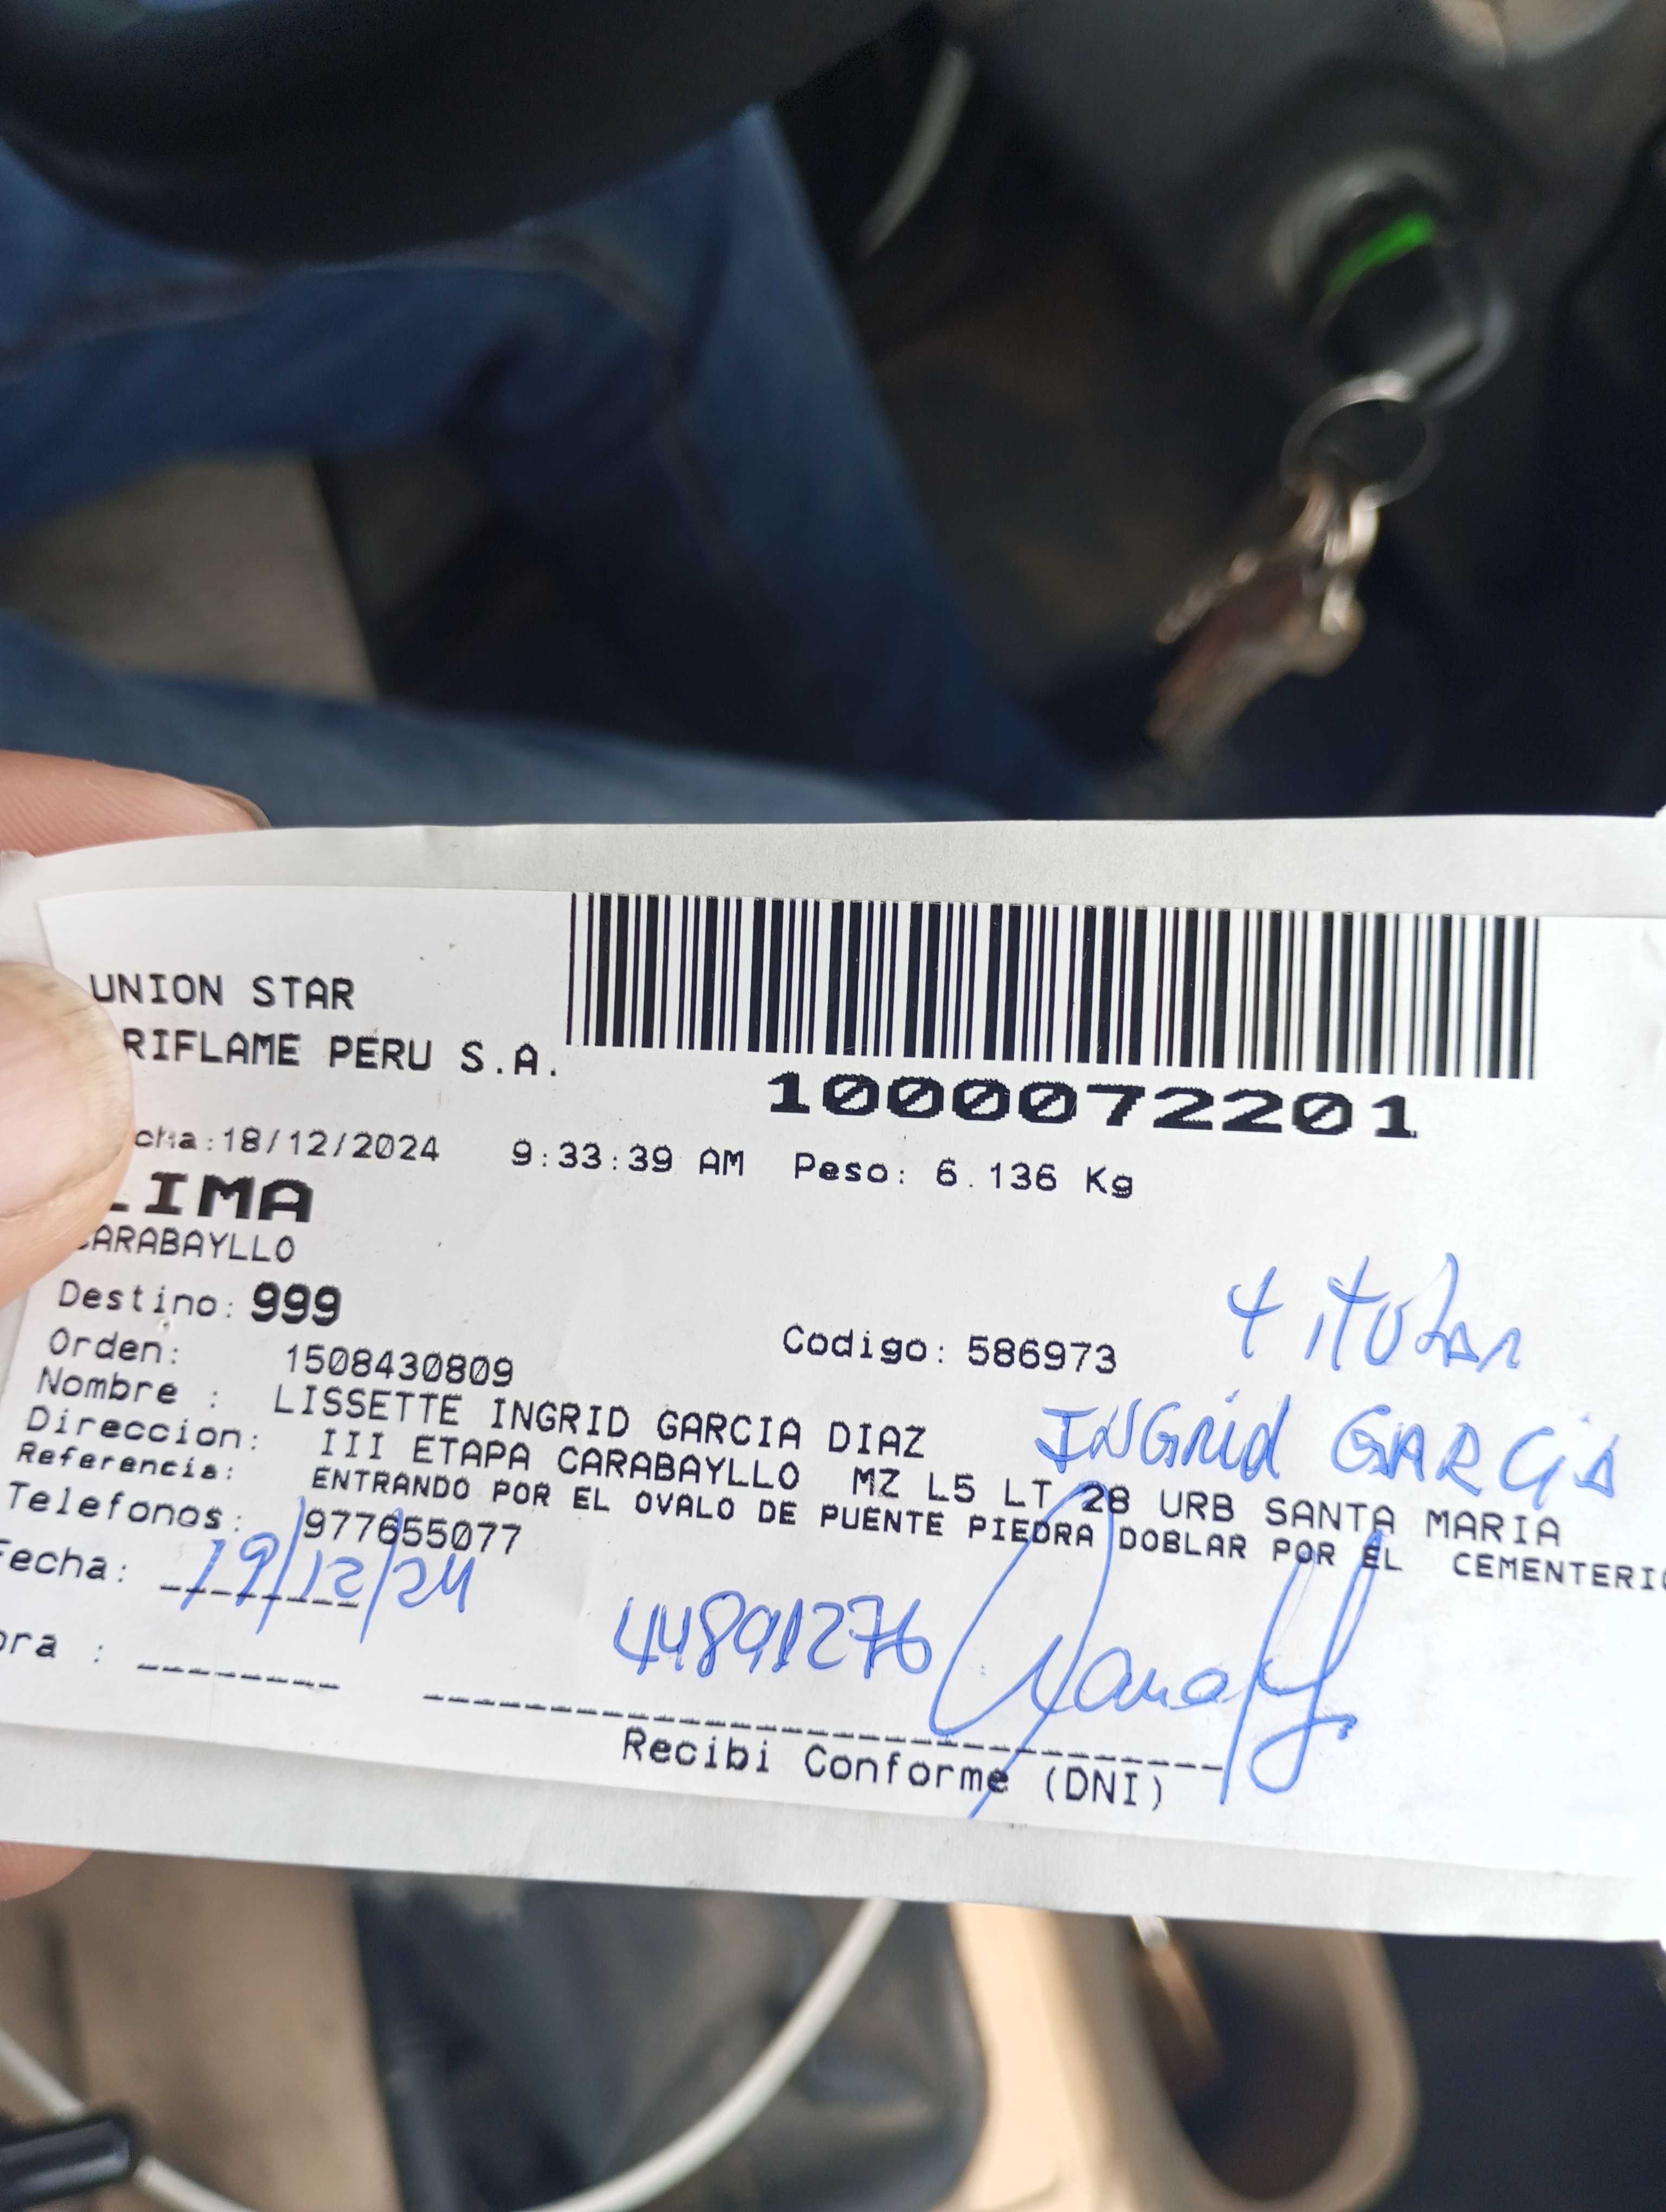 UNION STAR
RIFLAME PERU S.A.
1000072201
cha:18/12/2024 9:33:39 AM Peso: 6.136 Kg
LIMA
CARABAYLLO
Destino: 999
Orden: 1508430809 Codigo: 586973 titular
Nombre : LISSETTE INGRID GARCIA DIAZ INGrid GARCIA
Direccion: III ETAPA CARABAYLLO MZ L5 LT 28 URB SANTA MARIA
Referencia: ENTRANDO POR EL OVALO DE PUENTE PIEDRA DOBLAR POR EL CEMENTERIO
Telefonos: 977655077
Fecha: 19/12/24
ora : 44891276
Recibi Conforme (DNI)